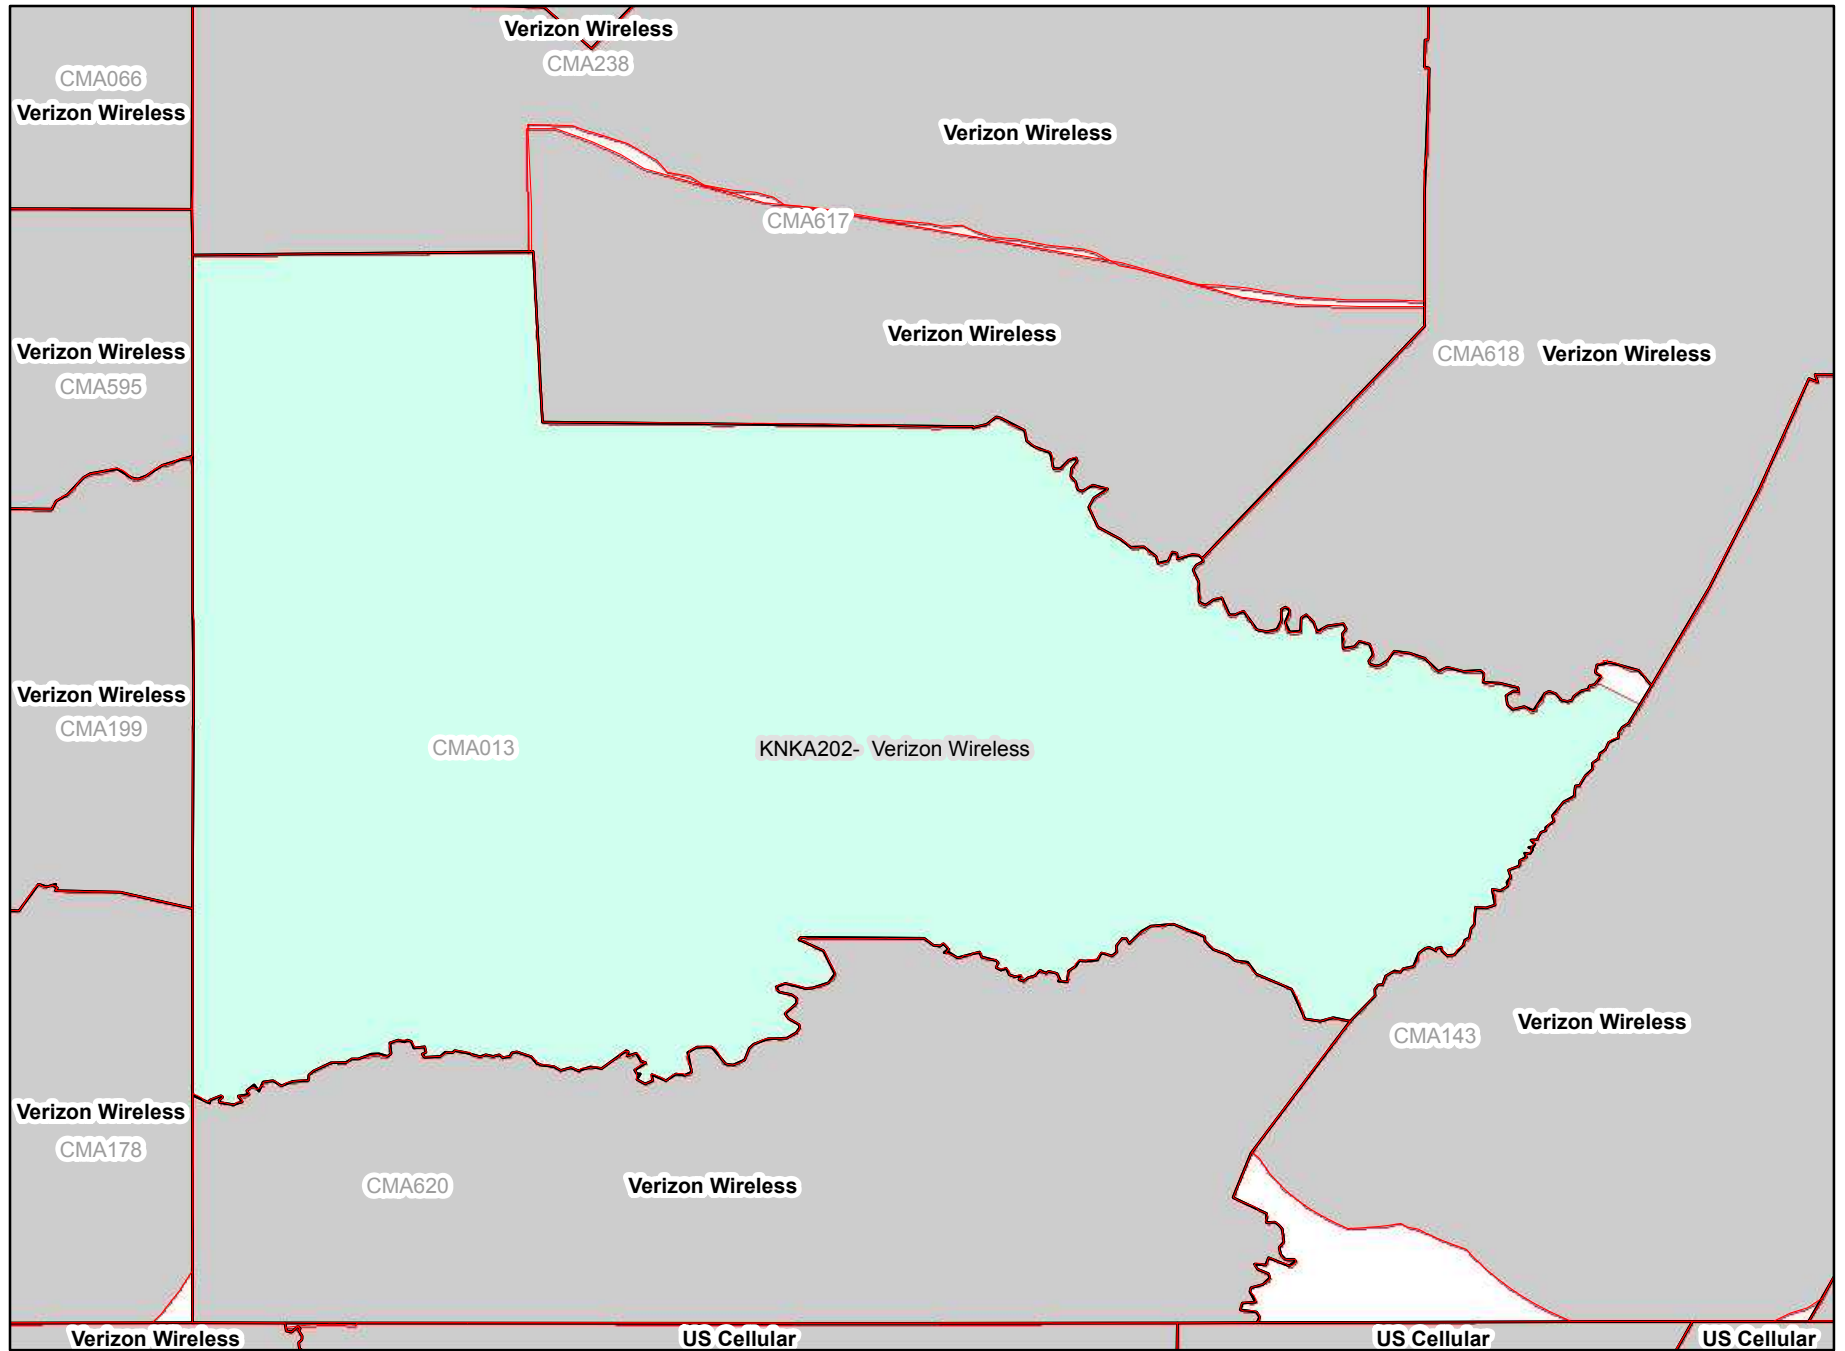 Verizon Wireless
CMA238
CMA066
Verizon Wireless
Verizon Wireless
CMA617
Verizon Wireless
Verizon Wireless
CMA595
CMA618 Verizon Wireless
Verizon Wireless
CMA199
CMA013
KNKA202- Verizon Wireless
Verizon Wireless
CMA143
Verizon Wireless
CMA178
CMA620
Verizon Wireless
Verizon Wireless
US Cellular
US Cellular
US Cellular